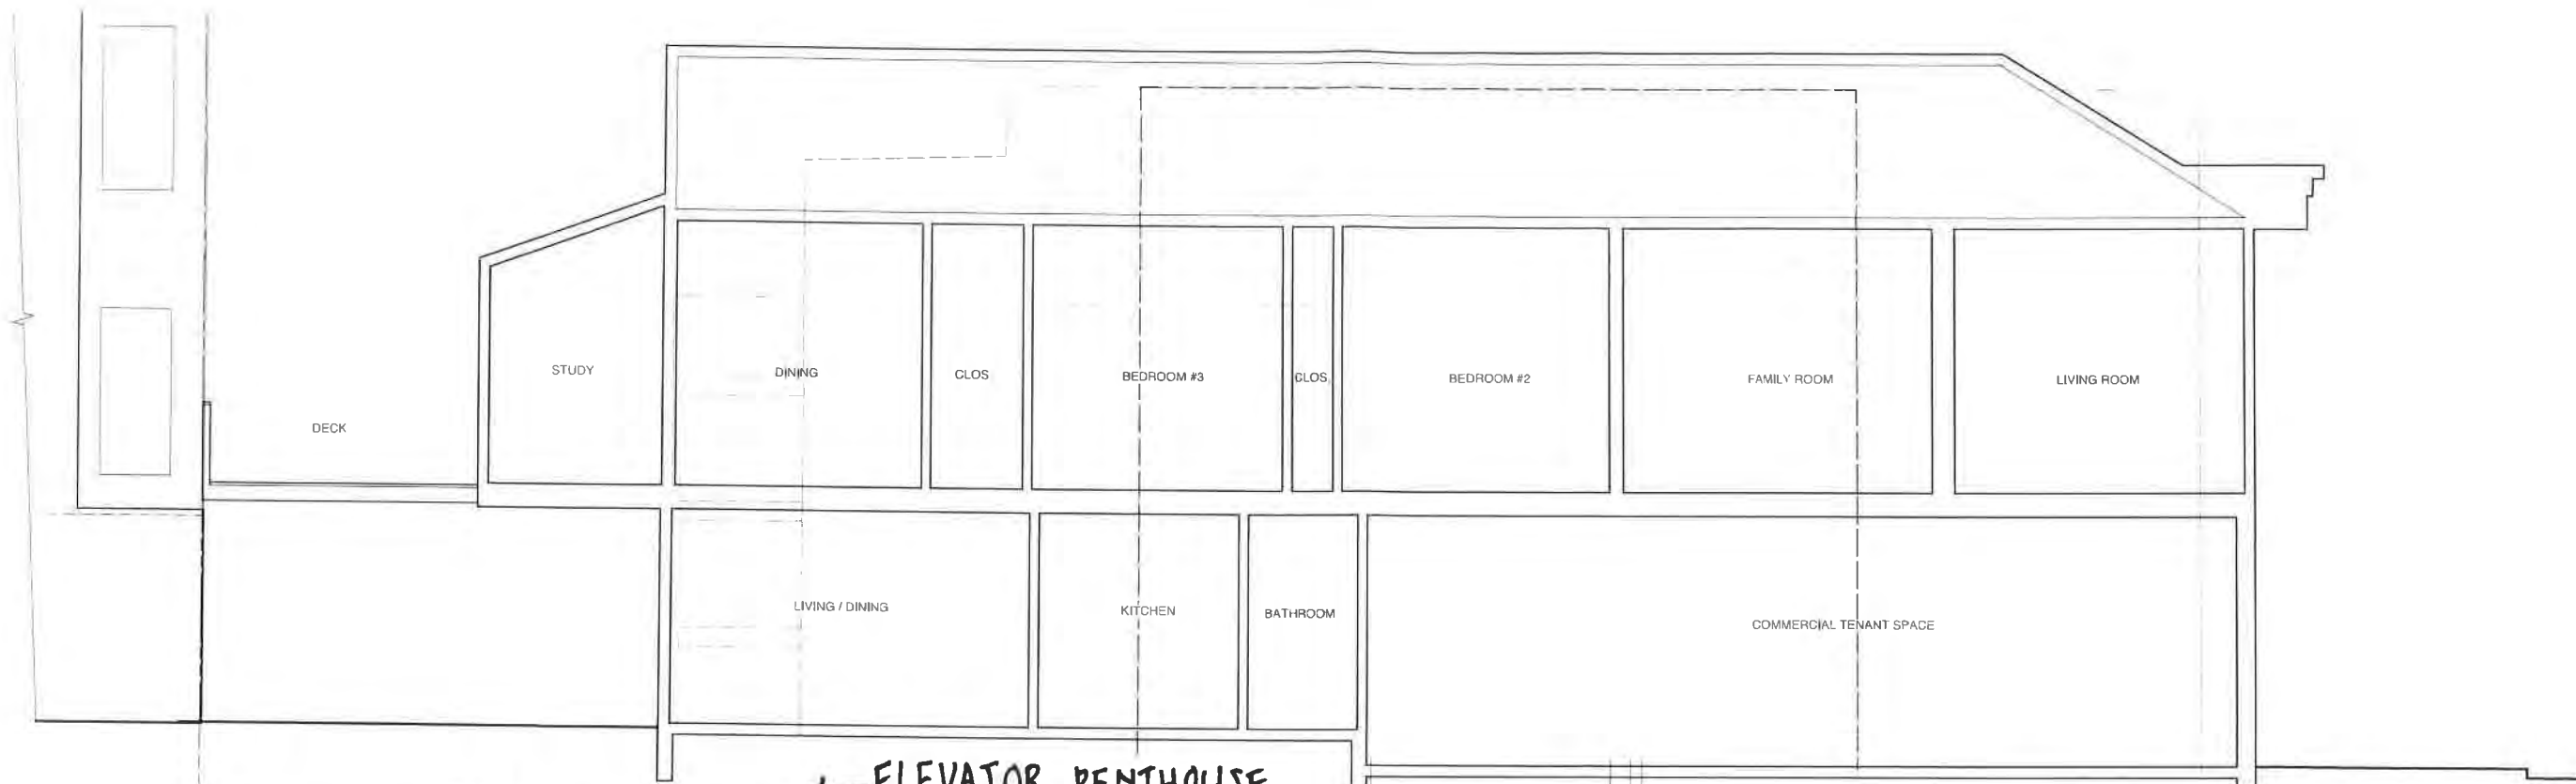 STUDY
DINING
CLOS
BEDROOM #3
CLOS
BEDROOM #2
FAMILY ROOM
LIVING ROOM
DECK
LIVING / DINING
KITCHEN
BATHROOM
COMMERCIAL TENANT SPACE
ELEVATOR PENTHOUSE